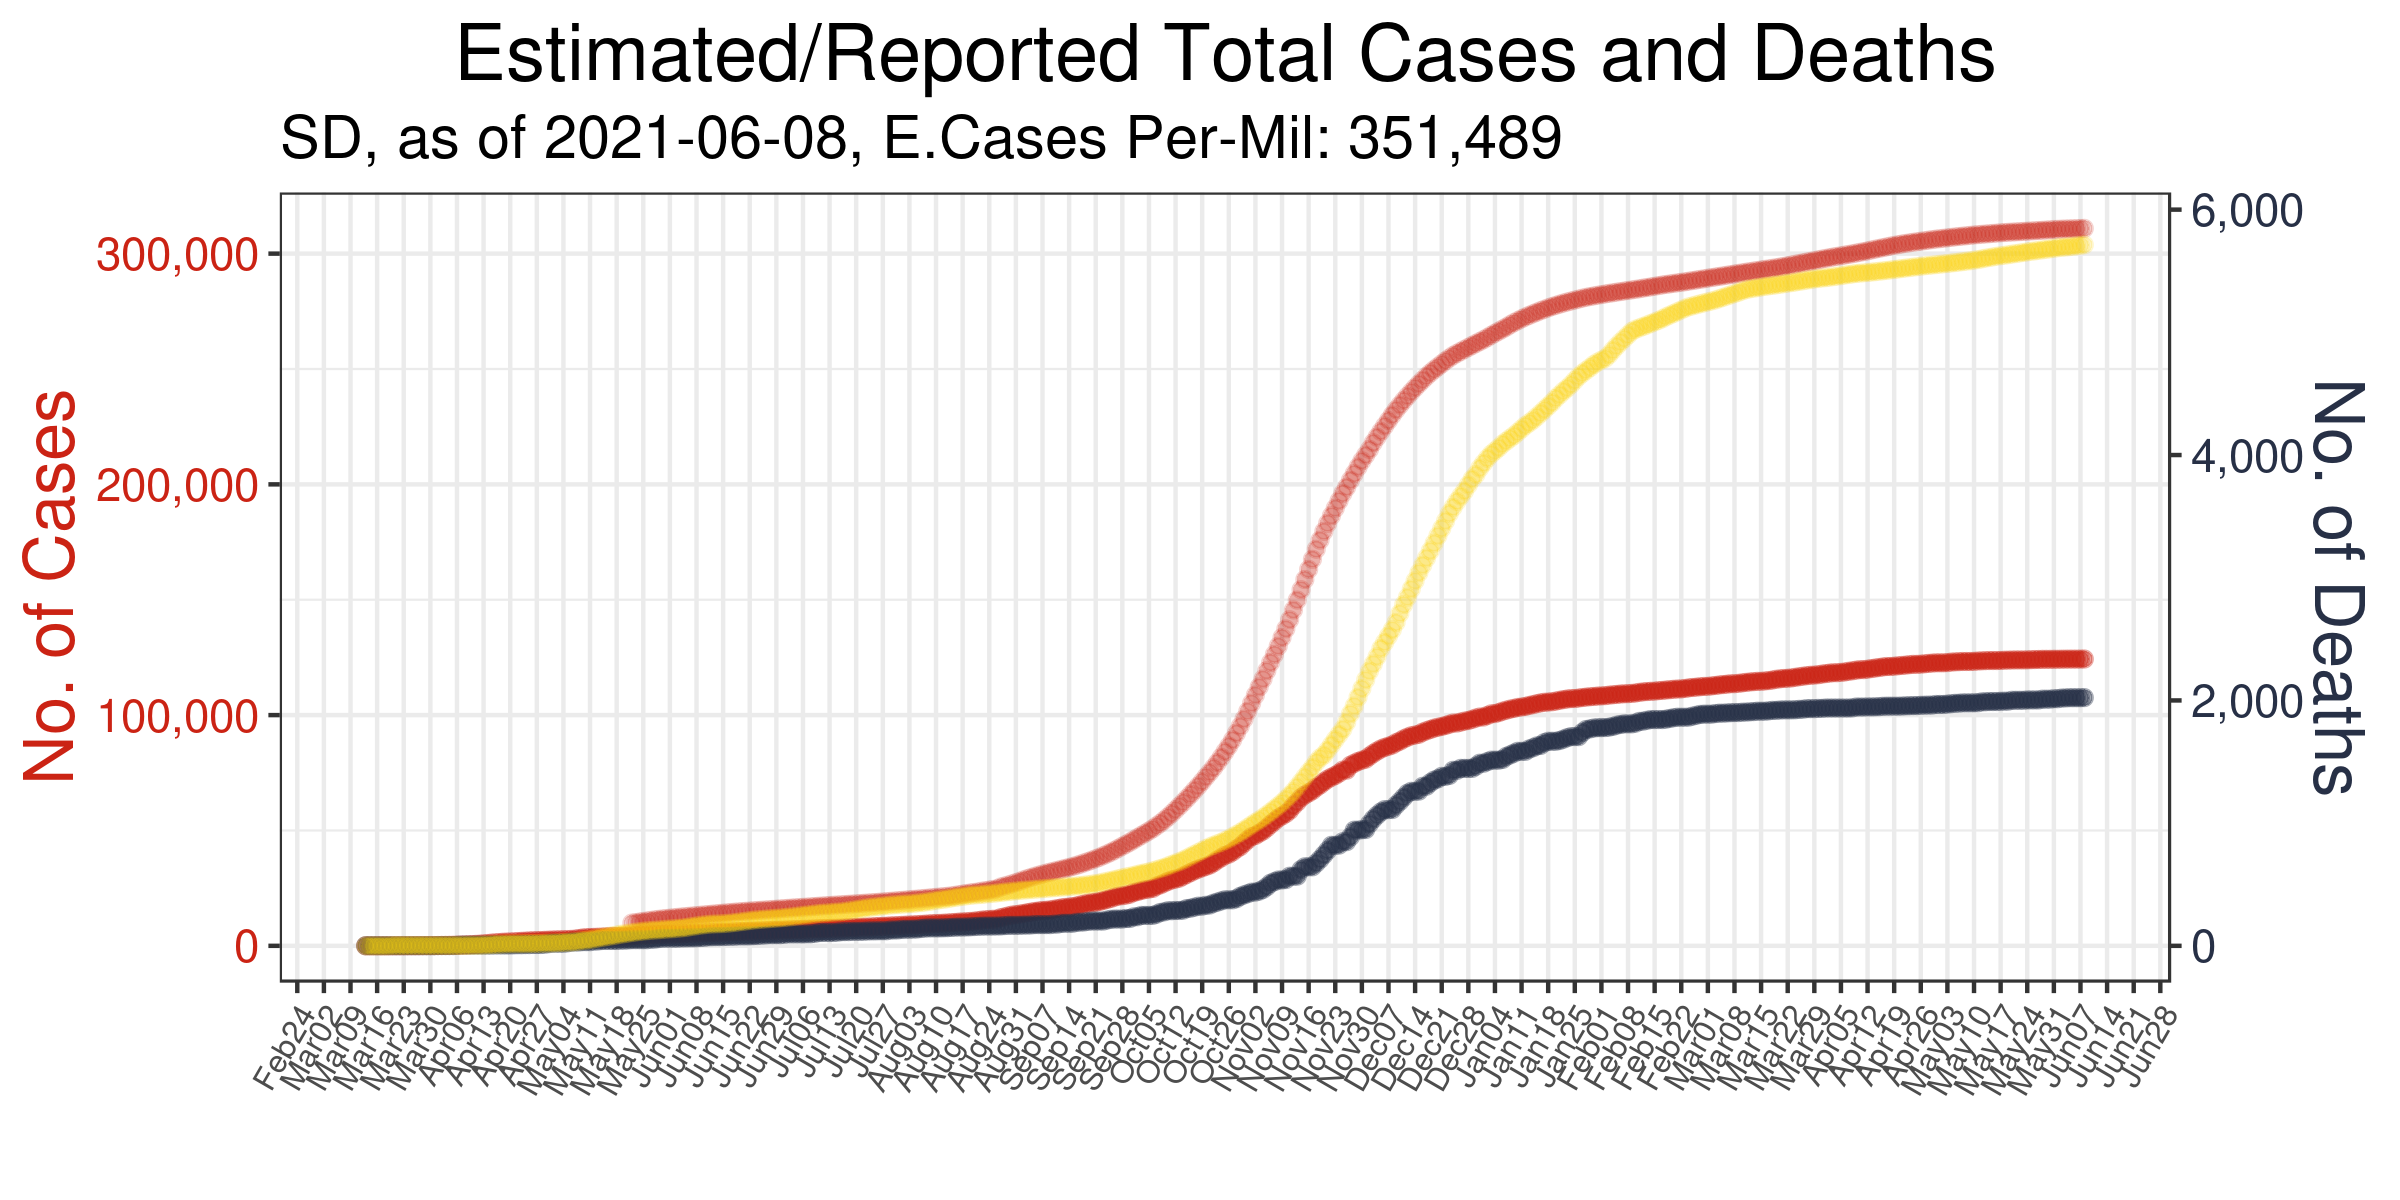 Estimated/Reported Total Cases and Deaths
SD, as of 2021-06-08, E.Cases Per-Mil: 351,489
No. of Cases
300,000
200,000
100,000
0
6,000
4,000
2,000
0
No. of Deaths
Feb24
Mar02
Mar09
Mar16
Mar23
Mar30
Apr06
Apr13
Apr20
Apr27
May04
May11
May18
May25
Jun01
Jun08
Jun15
Jun22
Jun29
Jul06
Jul13
Jul20
Jul27
Aug03
Aug10
Aug17
Aug24
Aug31
Sep07
Sep14
Sep21
Sep28
Oct05
Oct12
Oct19
Oct26
Nov02
Nov09
Nov16
Nov23
Nov30
Dec07
Dec14
Dec21
Dec28
Jan04
Jan11
Jan18
Jan25
Feb01
Feb08
Feb15
Feb22
Mar01
Mar08
Mar15
Mar22
Mar29
Apr05
Apr12
Apr19
Apr26
May03
May10
May17
May24
May31
Jun07
Jun14
Jun21
Jun28